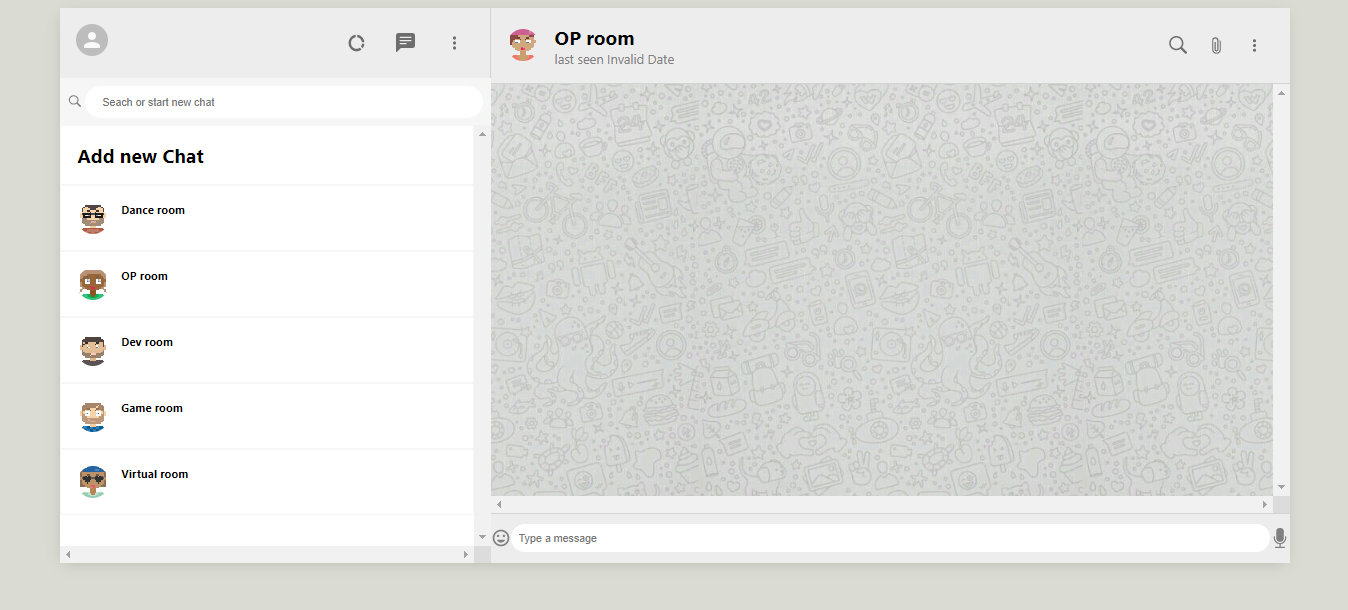 Seach or start new chat
Add new Chat
Dance room
OP room
Dev room
Game room
Virtual room
OP room
last seen Invalid Date
Type a message